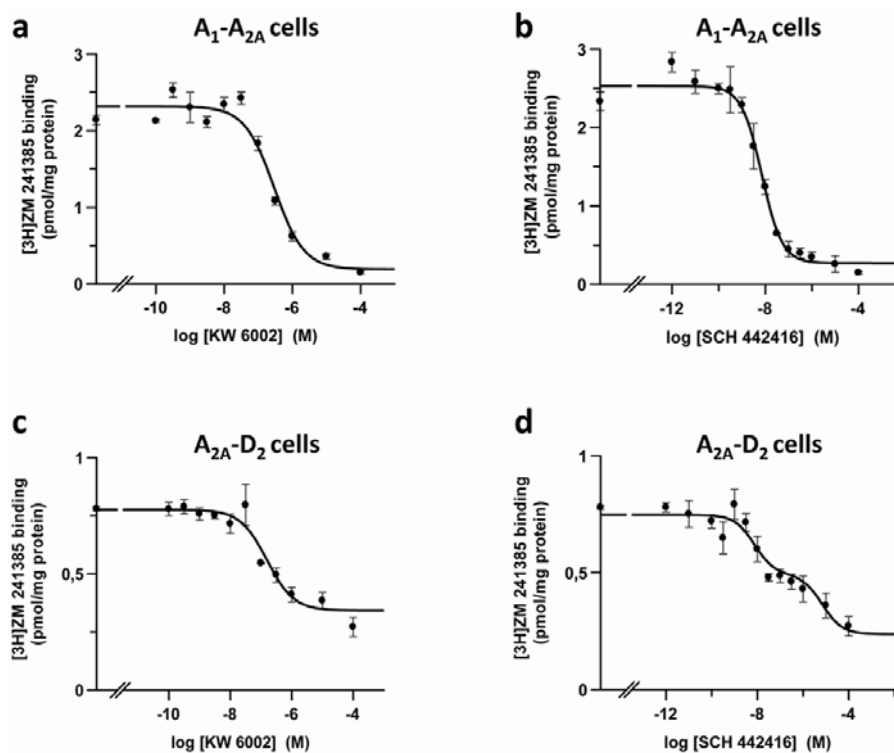 a
A1-A2A cells
[3H]ZM 241385 binding
(pmol/mg protein)
3
2
1
0
-10
-8
-6
-4
log [KW 6002] (M)
b
A1-A2A cells
[3H]ZM 241385 binding
(pmol/mg protein)
3
2
1
0
-12
-8
-4
log [SCH 442416] (M)
c
A2A-D2 cells
[3H]ZM 241385 binding
(pmol/mg protein)
1
0,5
0
-10
-8
-6
-4
log [KW 6002] (M)
d
A2A-D2 cells
[3H]ZM 241385 binding
(pmol/mg protein)
1
0,5
0
-12
-8
-4
log [SCH 442416] (M)